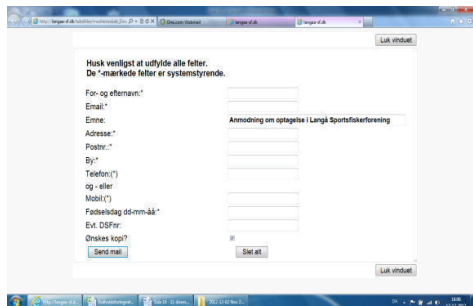 Luk vinduet
Husk venligst at udfylde alle felter.
De *-mærkede felter er systemstyrende.
For- og efternavn:*
Email:*
Emne: Anmodning om optagelse i Langå Sportsfiskerforening
Adresse:*
Postnr.:*
By:*
Telefon:(*)
og - eller
Mobil:(*)
Fødselsdag dd-mm-åå:*
Evt. DSFnr:
Ønskes kopi?
Send mail Slet alt
Luk vinduet